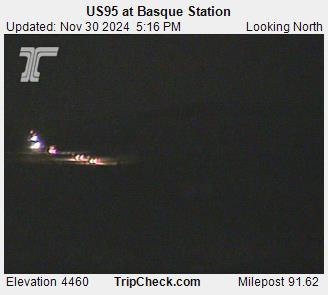 US95 at Basque Station
Updated: Nov 30 2024 5:16 PM Looking North
Elevation 4460 TripCheck.com Milepost 91.62